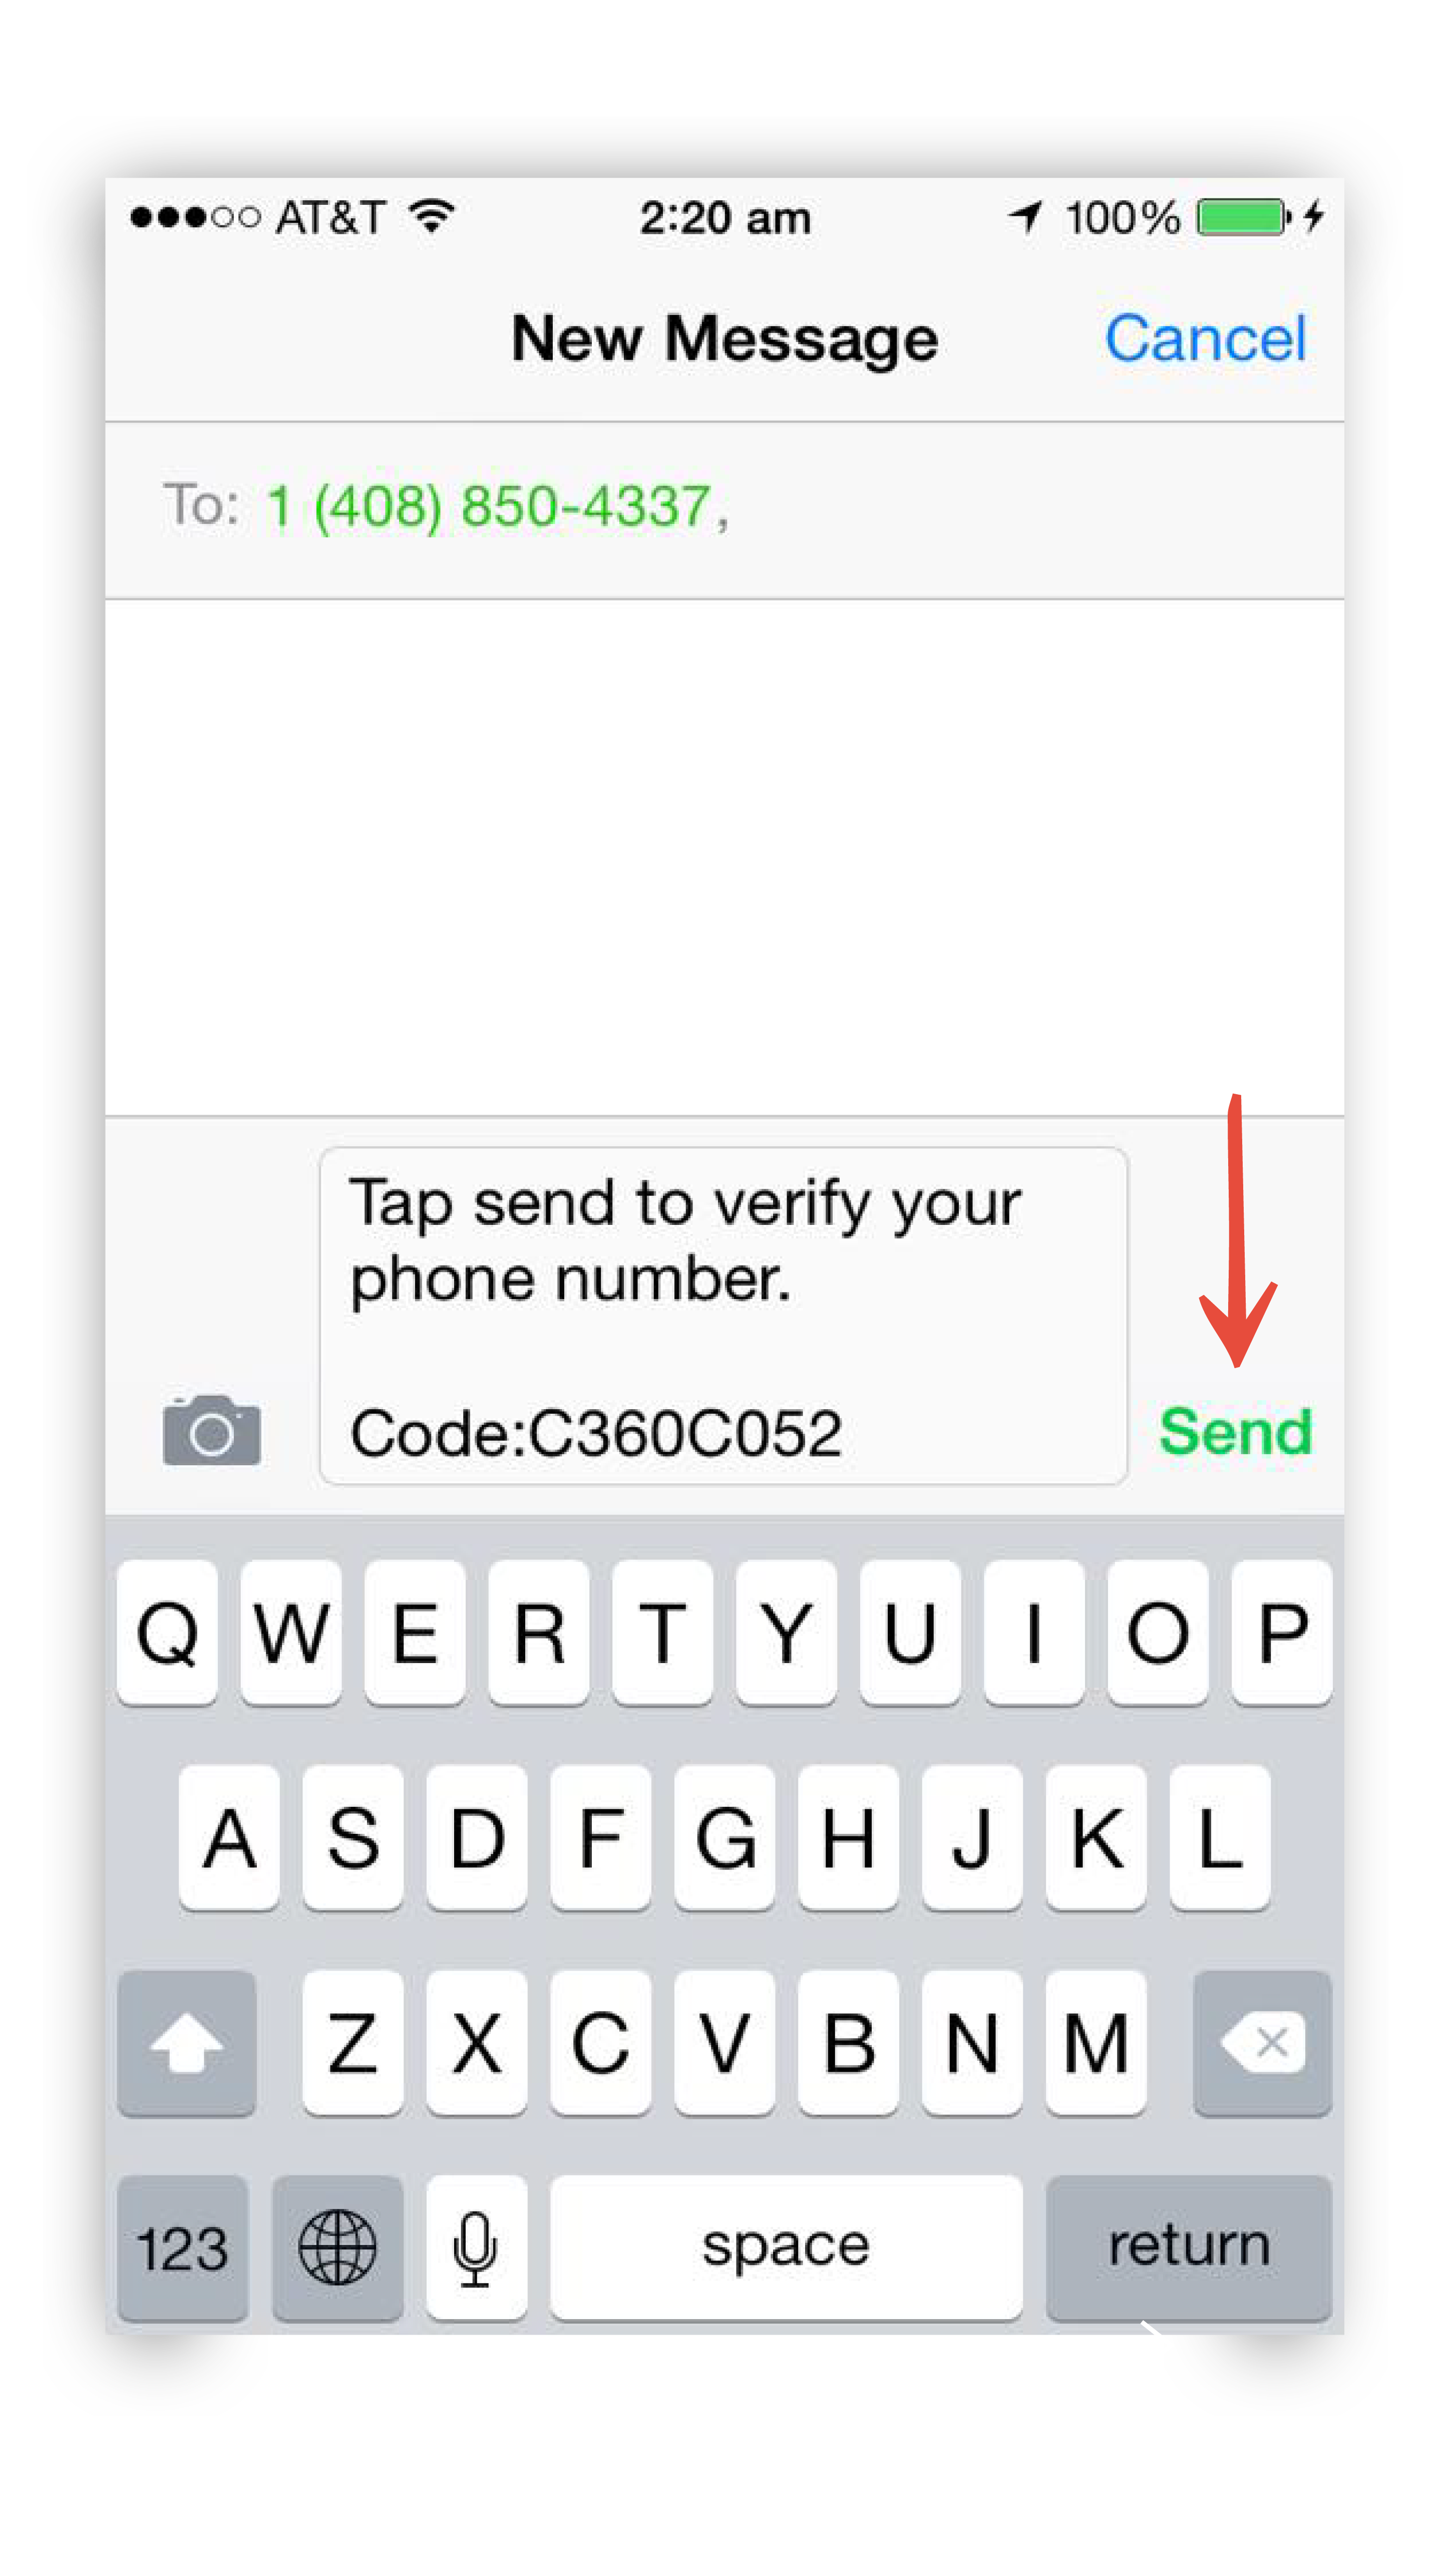 AT&T 2:20 am 100%
New Message Cancel
To: 1 (408) 850-4337,
Tap send to verify your
phone number.
Code:C360C052 Send
Q W E R T Y U I O P
A S D F G H J K L
Z X C V B N M
123 space return